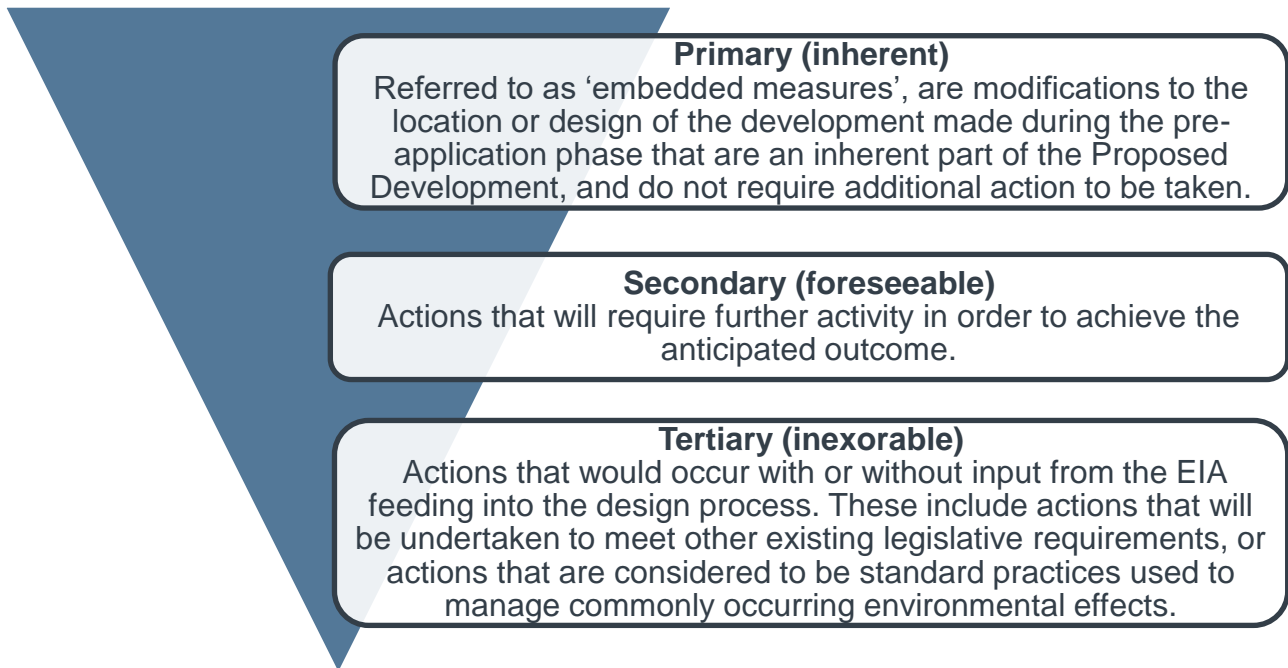 Primary (inherent)
Referred to as ‘embedded measures’, are modifications to the
location or design of the development made during the pre-
application phase that are an inherent part of the Proposed
Development, and do not require additional action to be taken.
Secondary (foreseeable)
Actions that will require further activity in order to achieve the
anticipated outcome.
Tertiary (inexorable)
Actions that would occur with or without input from the EIA
feeding into the design process. These include actions that will
be undertaken to meet other existing legislative requirements, or
actions that are considered to be standard practices used to
manage commonly occurring environmental effects.